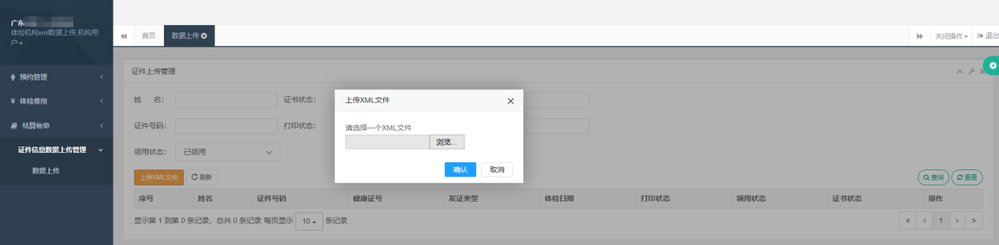 广东
体检机构xml数据上传,机构用
户
首页
数据上传
关闭操作
退出
预约管理
体检费用
结算帐单
证件信息数据上传管理
数据上传
证件上传管理
姓 名：
证书状态：
证件号码：
打印状态：
领用状态：
已领用
上传XML文件
刷新
查询
重置
上传XML文件
请选择一个XML文件
浏览...
确认
取消
序号 姓名 证件号码 健康证号 发证类型 体检日期 打印状态 领用状态 证书状态 操作
显示第 1 到第 0 条记录，总共 0 条记录 每页显示 10 条记录
« ‹ 1 › »